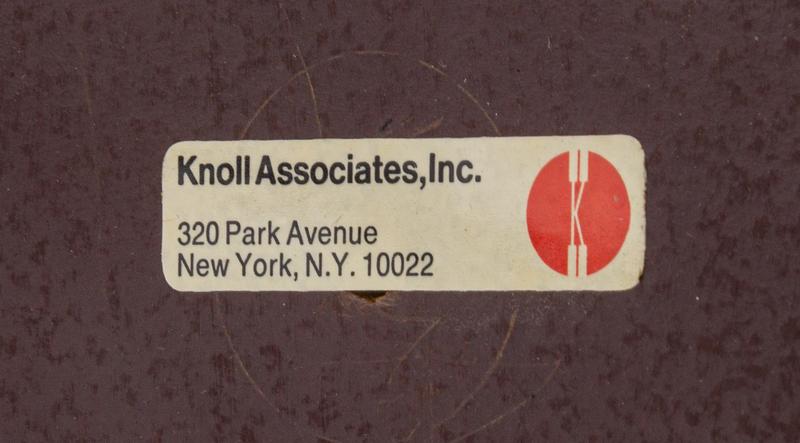 Knoll Associates, Inc.
320 Park Avenue
New York, N.Y. 10022
K